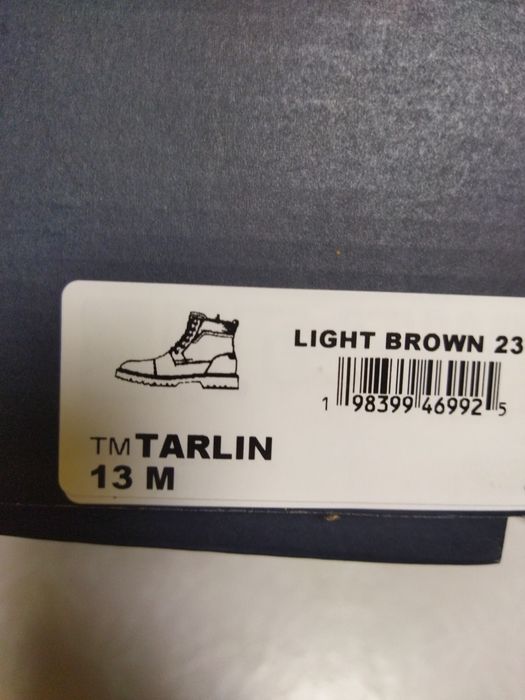 LIGHT BROWN 23
1 98399 46992 5
TM TARLIN
13 M